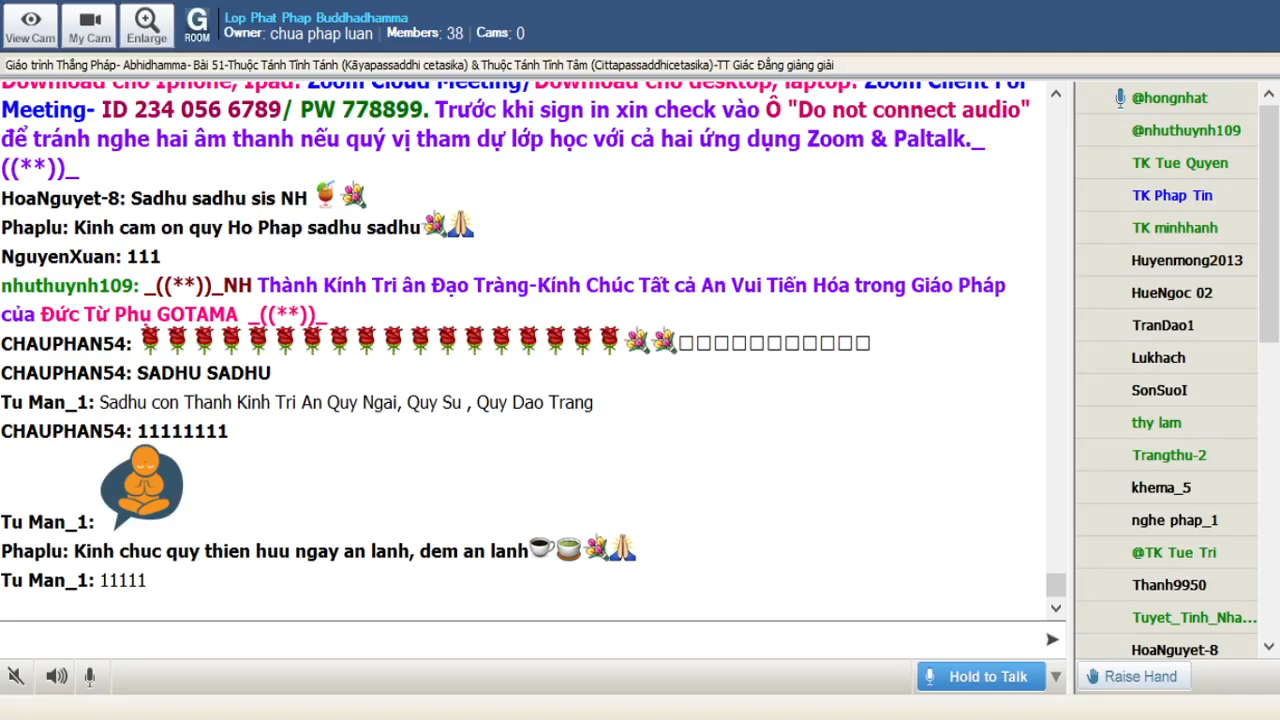 View Cam
My Cam
Enlarge
G
ROOM
Lop Phat Phap Buddhadhamma
Owner: chua phap luan | Members: 38 | Cams: 0
Giáo trình Thắng Pháp- Abhidhamma- Bài 51-Thuộc Tánh Tĩnh Tánh (Kāyapassaddhi cetasika) & Thuộc Tánh Tĩnh Tâm (Cittapassaddhicetasika)-TT Giác Đẳng giảng giải
Download cho Iphone, Ipad: Zoom Cloud Meeting/Download cho desktop, laptop: Zoom Client For
Meeting- ID 234 056 6789/ PW 778899. Trước khi sign in xin check vào Ô "Do not connect audio"
để tránh nghe hai âm thanh nếu quý vị tham dự lớp học với cả hai ứng dụng Zoom & Paltalk._
((**))_
HoaNguyet-8: Sadhu sadhu sis NH
Phaplu: Kinh cam on quy Ho Phap sadhu sadhu
NguyenXuan: 111
nhuthuynh109: _((**))_NH Thành Kính Tri ân Đạo Tràng-Kính Chúc Tất cả An Vui Tiến Hóa trong Giáo Pháp
của Đức Từ Phụ GOTAMA _((**))_
CHAUPHAN54:
CHAUPHAN54: SADHU SADHU
Tu Man_1: Sadhu con Thanh Kinh Tri An Quy Ngai, Quy Su , Quy Dao Trang
CHAUPHAN54: 11111111
Tu Man_1:
Phaplu: Kinh chuc quy thien huu ngay an lanh, dem an lanh
Tu Man_1: 11111
@hongnhat
@nhuthuynh109
TK Tue Quyen
TK Phap Tin
TK minhhanh
Huyenmong2013
HueNgoc 02
TranDao1
Lukhach
SonSuoI
thy lam
Trangthu-2
khema_5
nghe phap_1
@TK Tue Tri
Thanh9950
Tuyet_Tinh_Nha...
HoaNguyet-8
Hold to Talk
Raise Hand